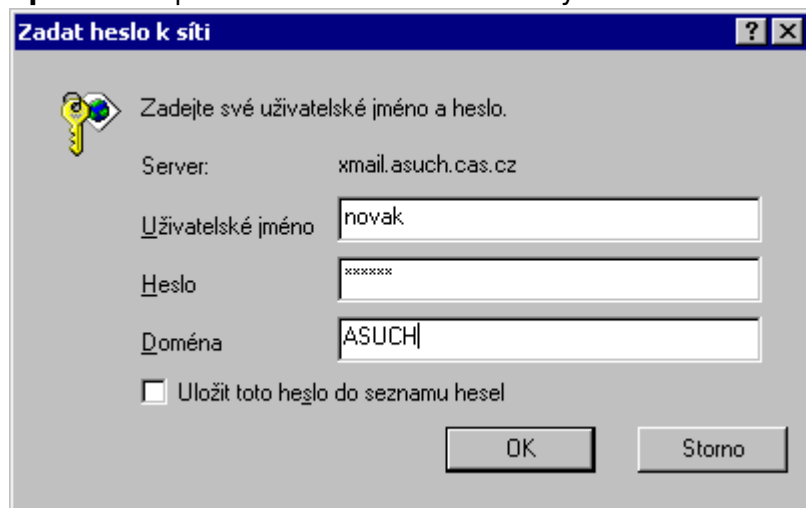 Zadat heslo k síti
Zadejte své uživatelské jméno a heslo.
Server: xmail.asuch.cas.cz
Uživatelské jméno novak
Heslo ******
Doména ASUCH
Uložit toto heslo do seznamu hesel
OK Storno